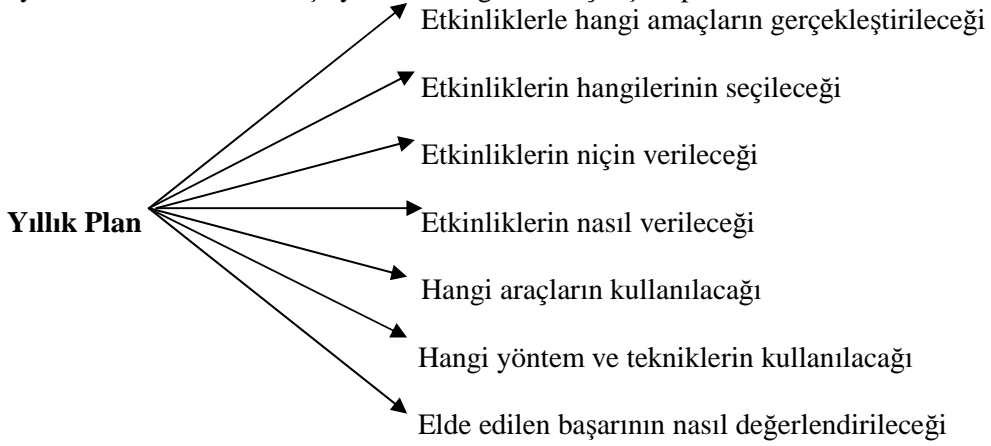 Etkinliklerle hangi amaçların gerçekleştirileceği
Etkinliklerin hangilerinin seçileceği
Etkinliklerin niçin verileceği
Yıllık Plan
Etkinliklerin nasıl verileceği
Hangi araçların kullanılacağı
Hangi yöntem ve tekniklerin kullanılacağı
Elde edilen başarının nasıl değerlendirileceği